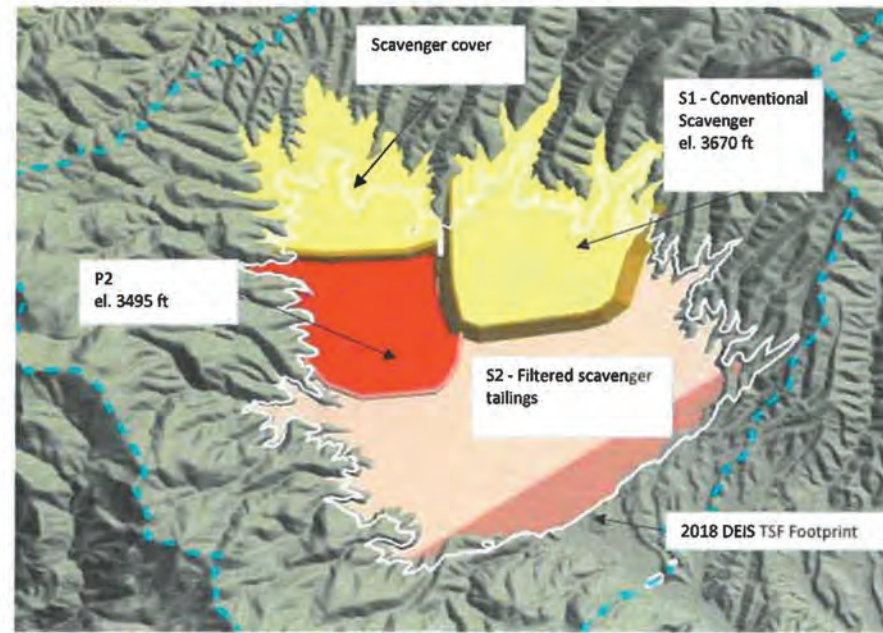 Scavenger cover
S1 - Conventional
Scavenger
el. 3670 ft
P2
el. 3495 ft
S2 - Filtered scavenger
tailings
2018 DEIS TSF Footprint